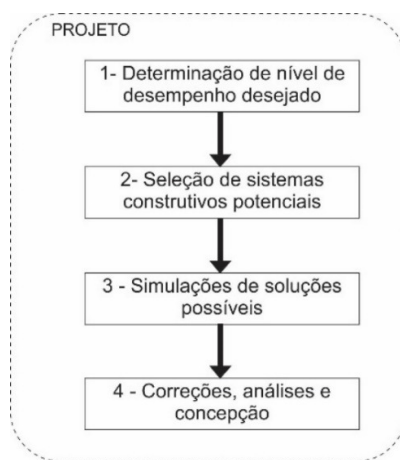 PROJETO
1- Determinação de nível de
desempenho desejado
2- Seleção de sistemas
construtivos potenciais
3 - Simulações de soluções
possíveis
4 - Correções, análises e
concepção